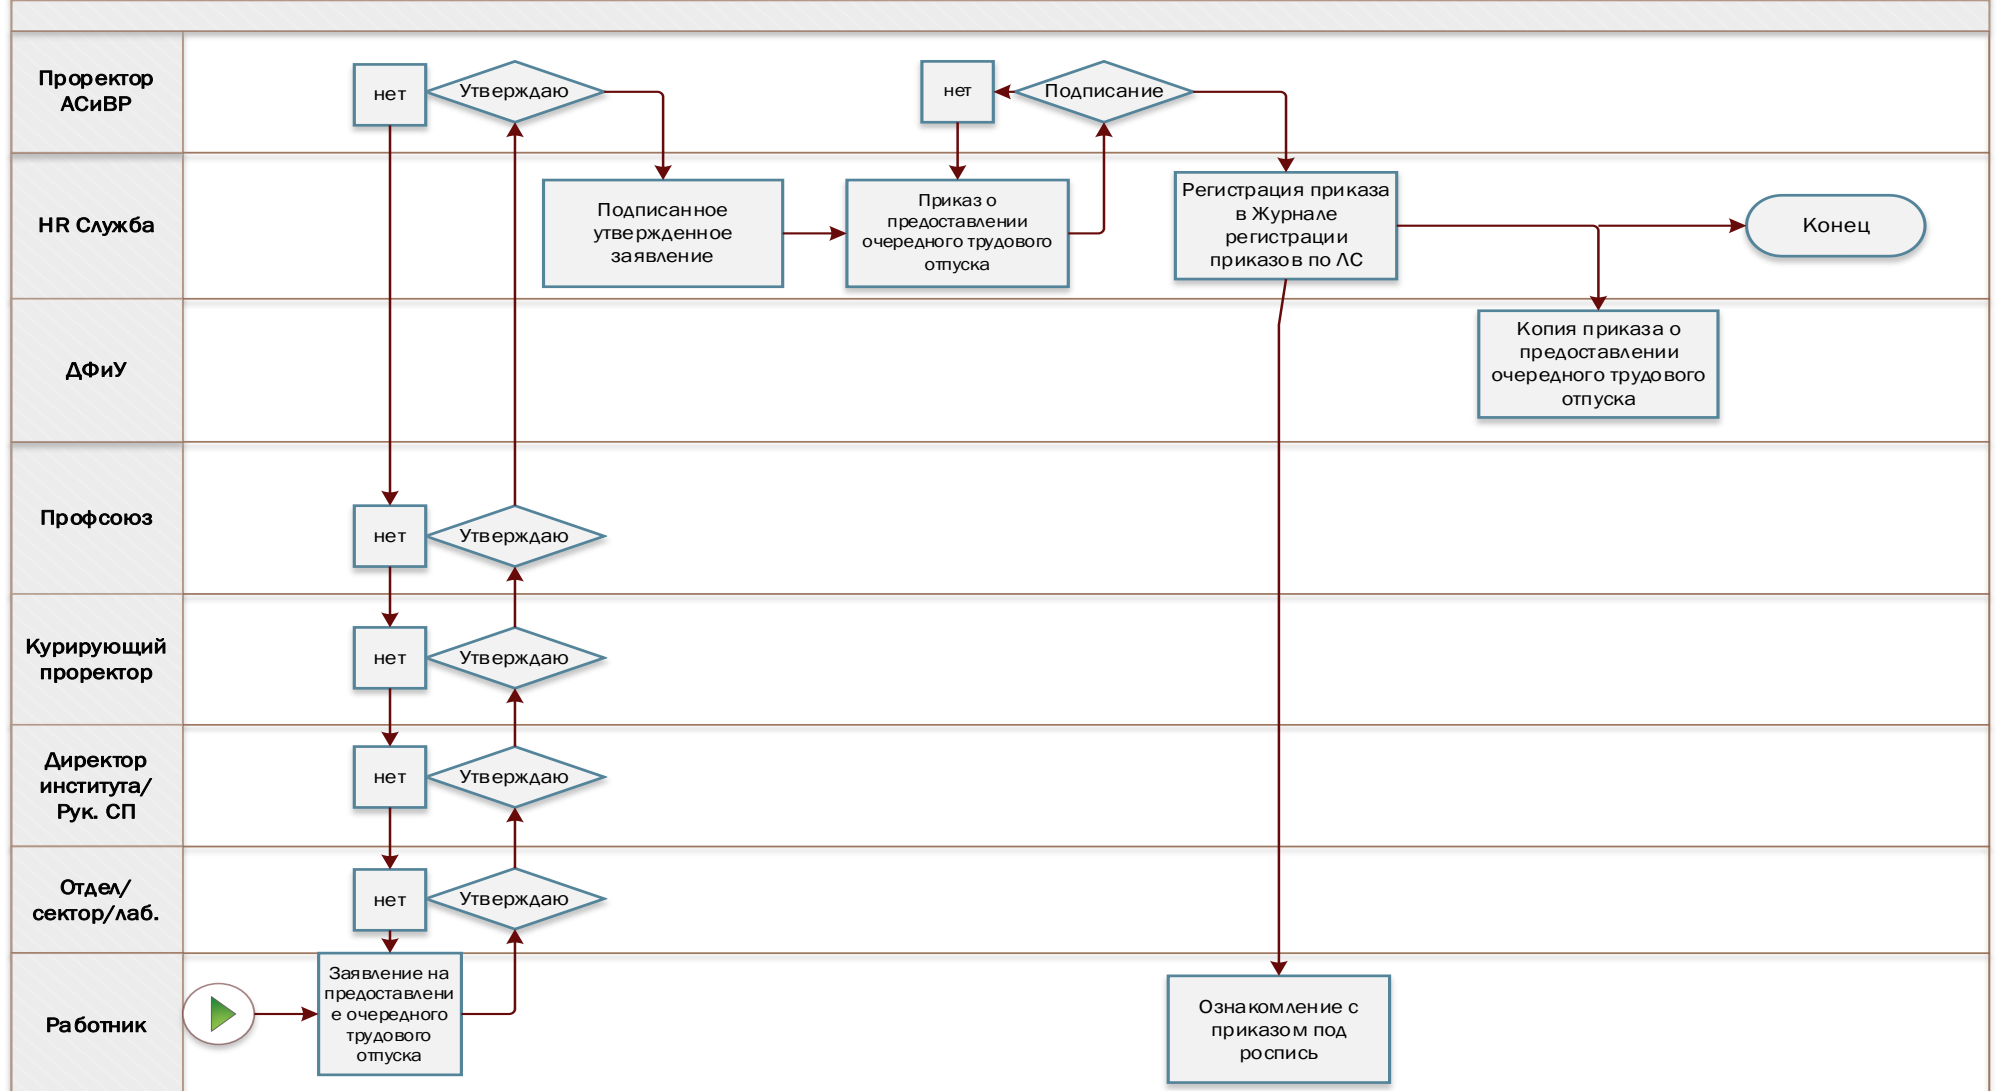 Проректор
АСиВР
нет
Утверждаю
нет
Подписание
HR Служба
Подписанное
утвержденное
заявление
Приказ о
предоставлении
очередного трудового
отпуска
Регистрация приказа
в Журнале
регистрации
приказов по ЛС
Конец
ДФиУ
Копия приказа о
предоставлении
очередного трудового
отпуска
Профсоюз
нет
Утверждаю
Курирующий
проректор
нет
Утверждаю
Директор
института/
Рук. СП
нет
Утверждаю
Отдел/
сектор/лаб.
нет
Утверждаю
Работник
Заявление на
предоставлени
е очередного
трудового
отпуска
Ознакомление с
приказом под
роспись